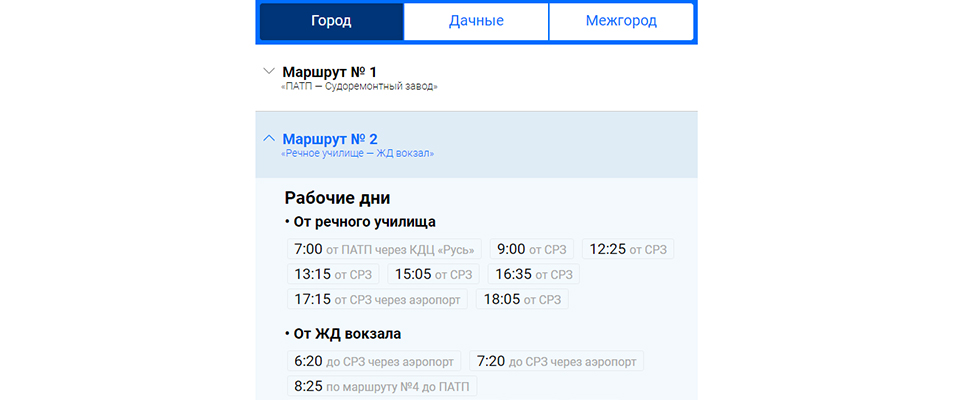 Город Дачные Межгород
Маршрут № 1
«ПАТП — Судоремонтный завод»
Маршрут № 2
«Речное училище — ЖД вокзал»
Рабочие дни
• От речного училища
7:00 от ПАТП через КДЦ «Русь» 9:00 от СРЗ 12:25 от СРЗ
13:15 от СРЗ 15:05 от СРЗ 16:35 от СРЗ
17:15 от СРЗ через аэропорт 18:05 от СРЗ
• От ЖД вокзала
6:20 до СРЗ через аэропорт 7:20 до СРЗ через аэропорт
8:25 по маршруту №4 до ПАТП